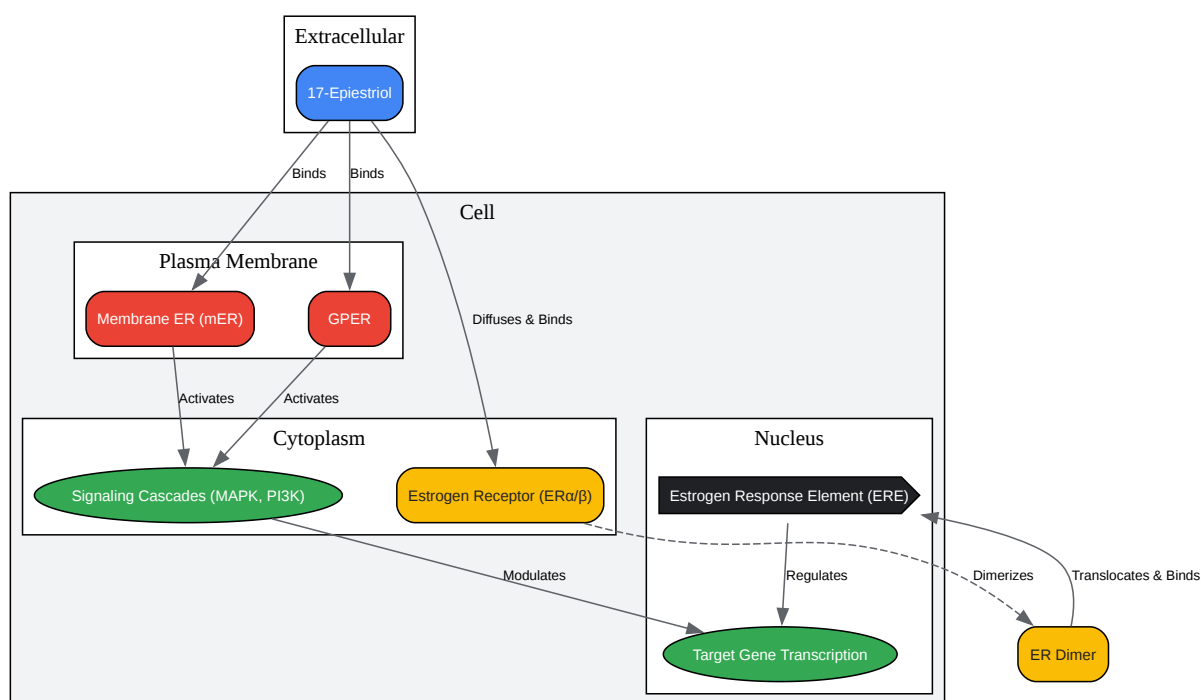 Extracellular
17-Epiestriol
Binds
Binds
Cell
Plasma Membrane
Membrane ER (mER)
GPER
Diffuses & Binds
Activates
Activates
Cytoplasm
Nucleus
Signaling Cascades (MAPK, PI3K)
Estrogen Receptor (ERα/β)
Estrogen Response Element (ERE)
Modulates
Regulates
Dimerizes
Translocates & Binds
Target Gene Transcription
ER Dimer